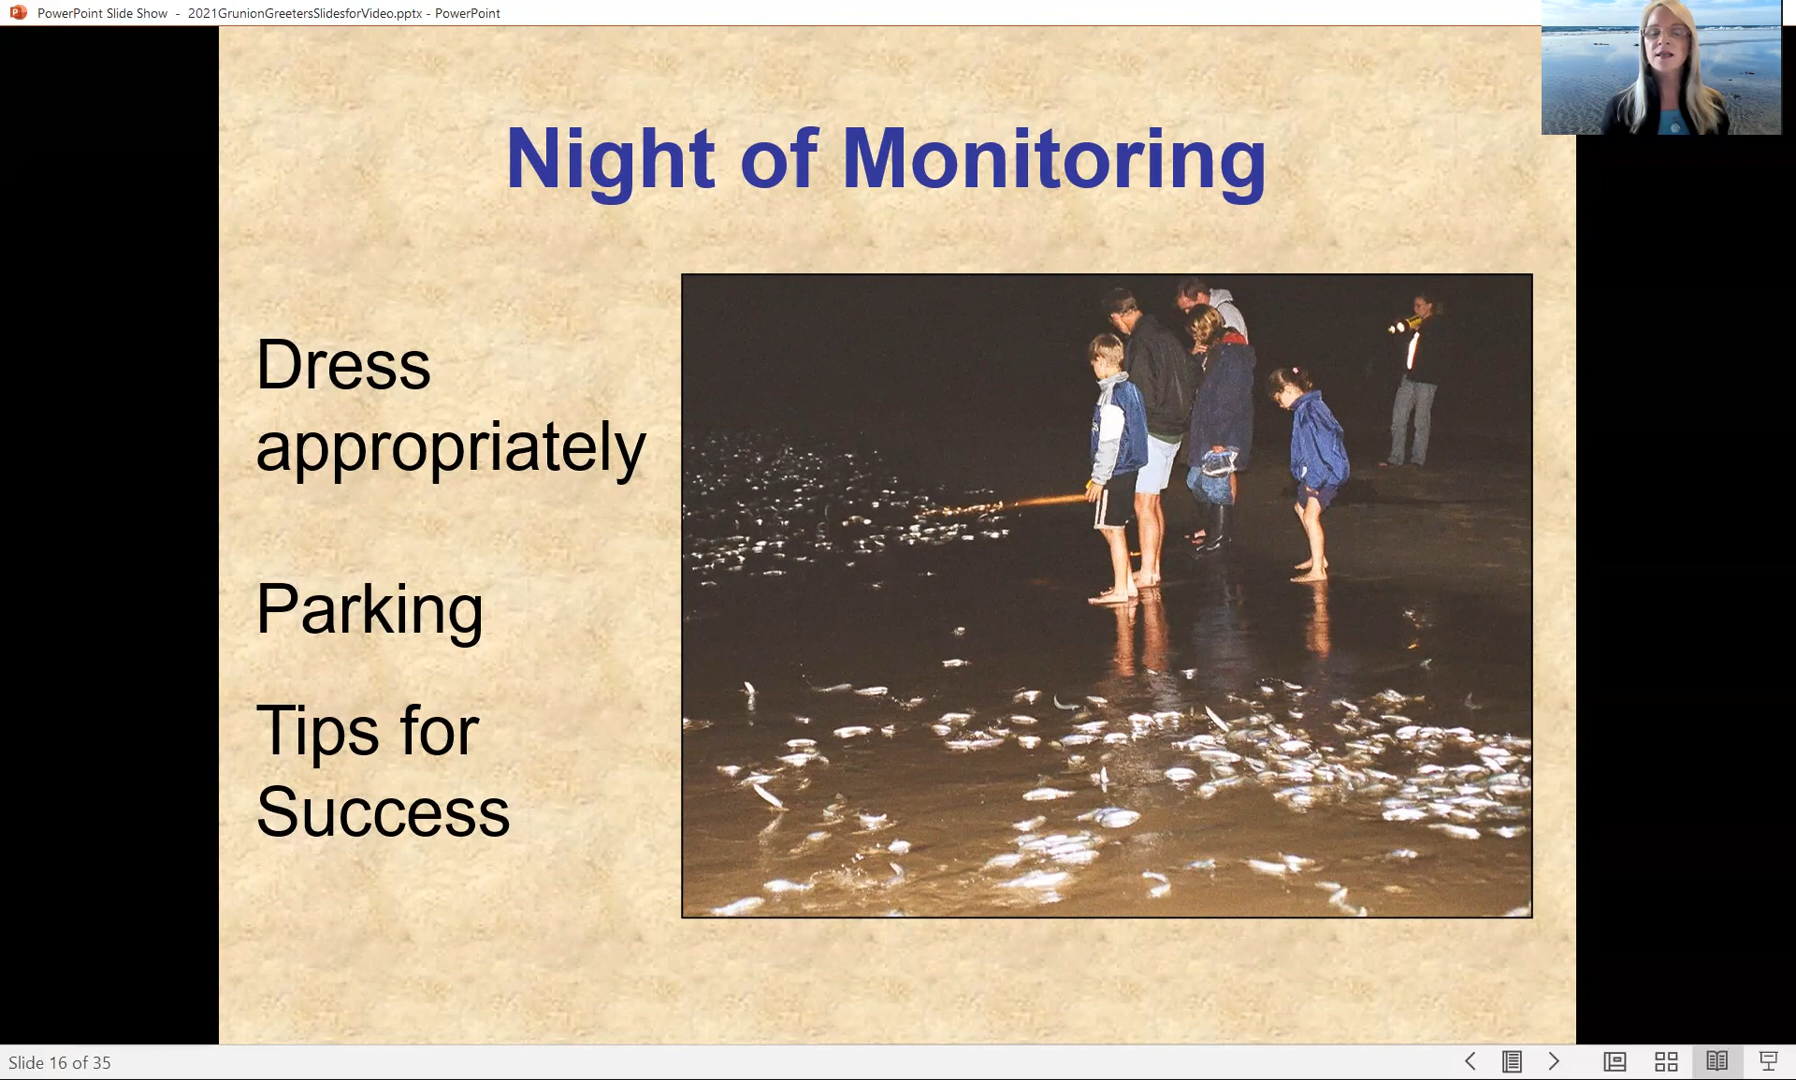 PowerPoint Slide Show - 2021GrunionGreetersSlidesforVideo.pptx - PowerPoint
Night of Monitoring
Dress
appropriately
Parking
Tips for
Success
Slide 16 of 35